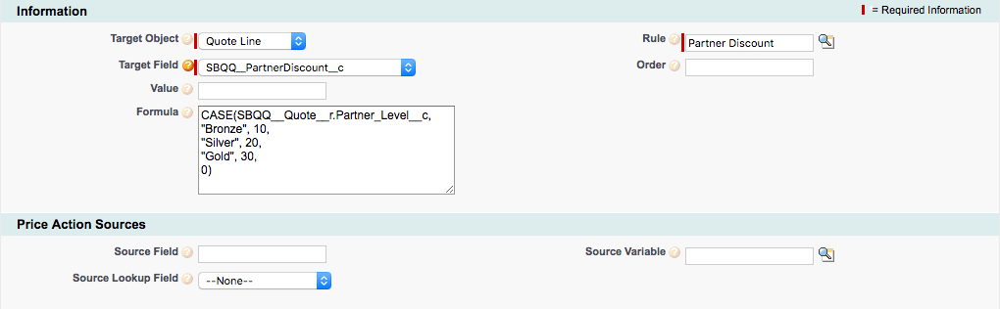 Information
= Required Information
Target Object ? Quote Line
Rule ? Partner Discount
Target Field ? SBQQ__PartnerDiscount__c
Order ?
Value ?
Formula ? CASE(SBQQ__Quote__r.Partner_Level__c,
"Bronze", 10,
"Silver", 20,
"Gold", 30,
0)
Price Action Sources
Source Field ?
Source Variable ?
Source Lookup Field ? --None--